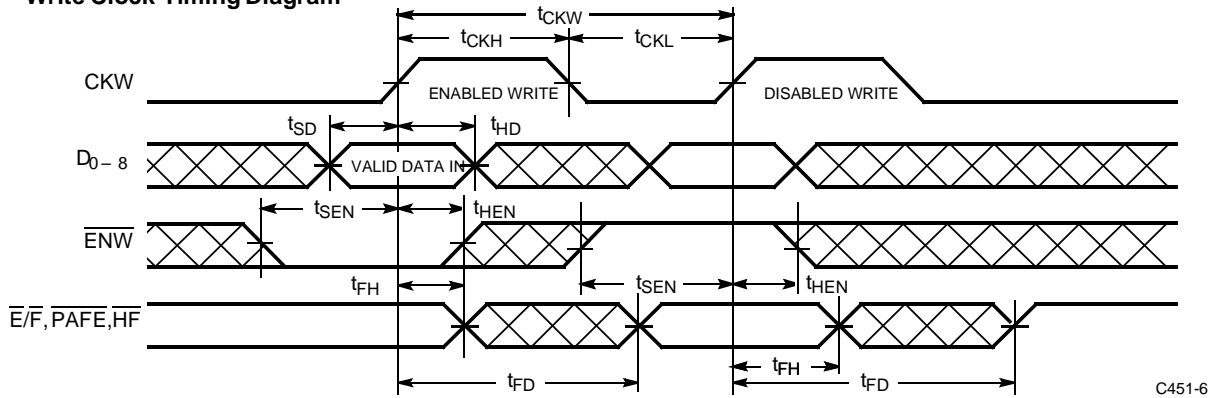 Write Clock Timing Diagram
tCKW
tCKH
tCKL
CKW
ENABLED WRITE
DISABLED WRITE
tSD
tHD
D0 – 8
VALID DATA IN
tSEN
tHEN
ENW
tFH
tSEN
tHEN
E/F, PAFE, HF
tFH
tFD
tFD
C451-6